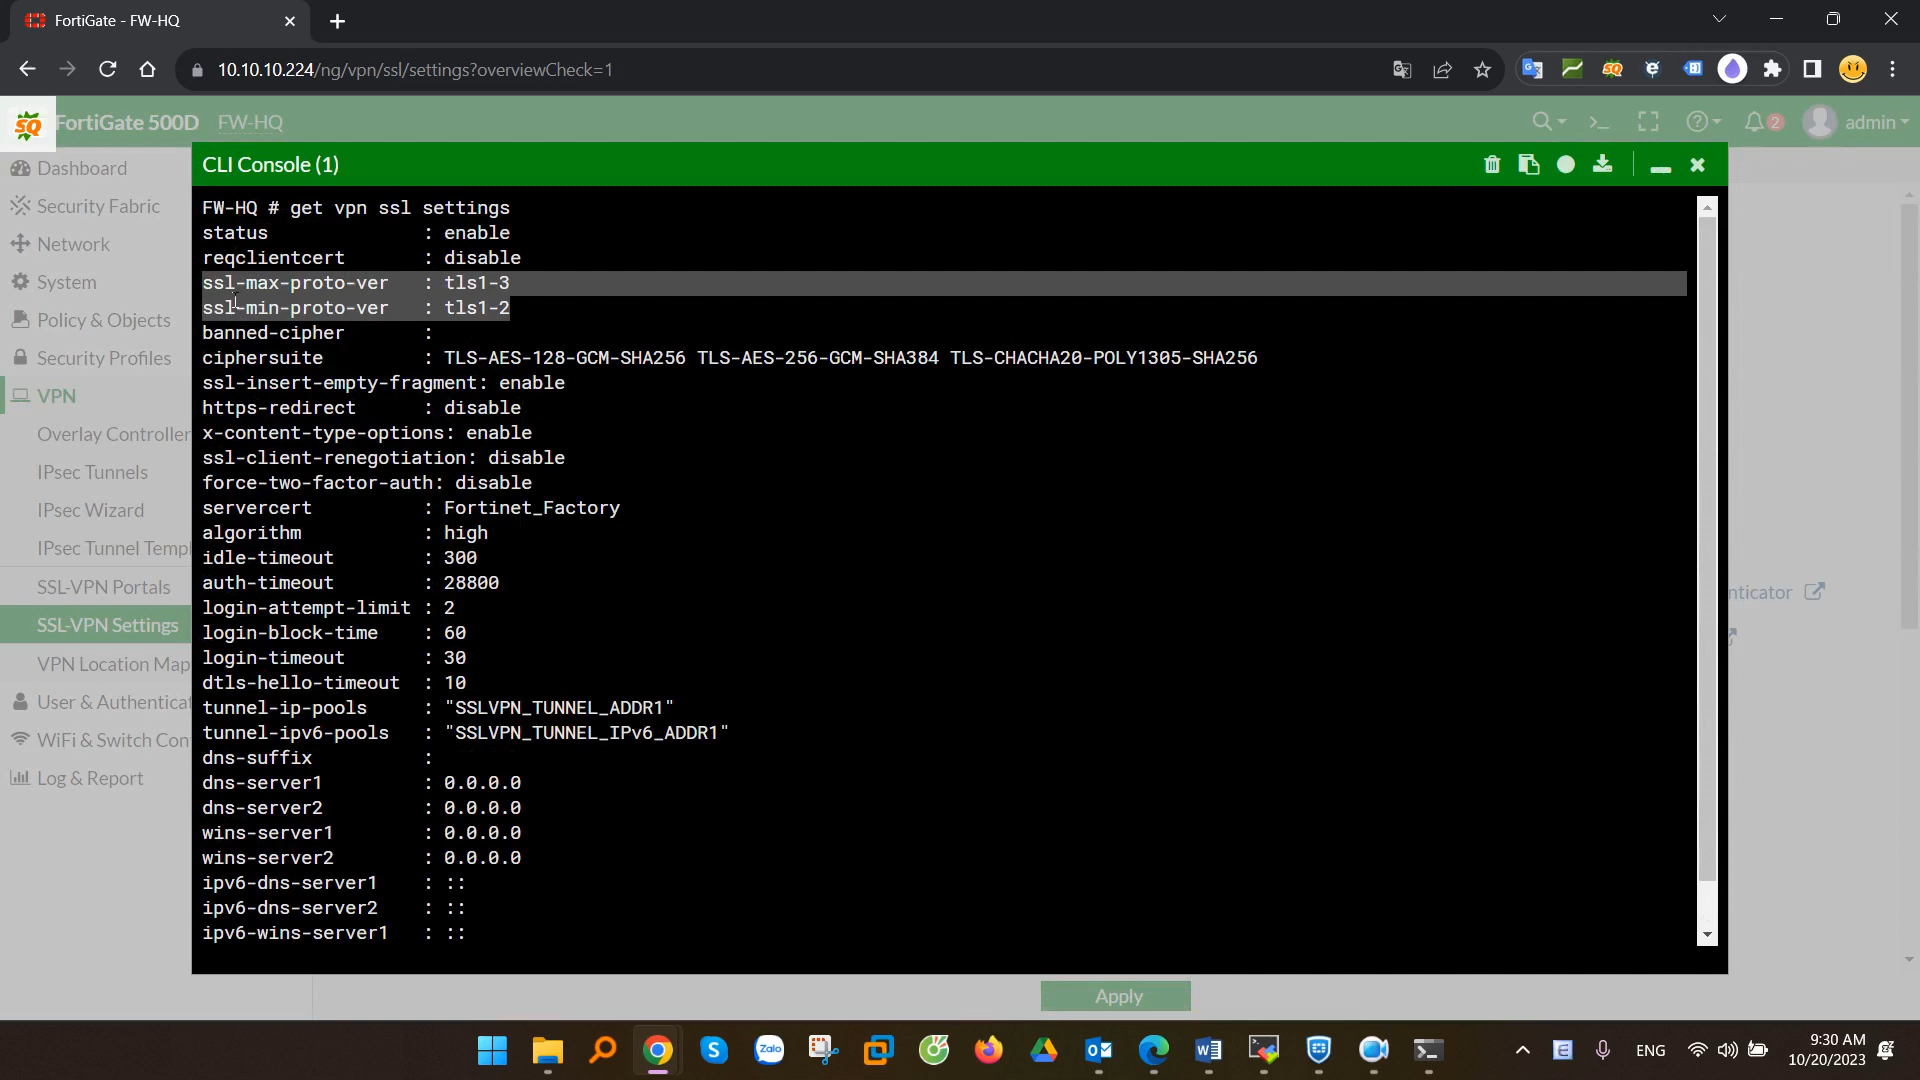 FortiGate - FW-HQ
10.10.10.224/ng/vpn/ssl/settings?overviewCheck=1
SQ FortiGate 500D FW-HQ
2 admin
Dashboard
Security Fabric
Network
System
Policy & Objects
Security Profiles
VPN
Overlay Controller
IPsec Tunnels
IPsec Wizard
IPsec Tunnel Templ
SSL-VPN Portals
SSL-VPN Settings
VPN Location Map
User & Authenticat
WiFi & Switch Con
Log & Report
CLI Console (1)
FW-HQ # get vpn ssl settings
status : enable
reqclientcert : disable
ssl-max-proto-ver : tls1-3
ssl-min-proto-ver : tls1-2
banned-cipher :
ciphersuite : TLS-AES-128-GCM-SHA256 TLS-AES-256-GCM-SHA384 TLS-CHACHA20-POLY1305-SHA256
ssl-insert-empty-fragment: enable
https-redirect : disable
x-content-type-options: enable
ssl-client-renegotiation: disable
force-two-factor-auth: disable
servercert : Fortinet_Factory
algorithm : high
idle-timeout : 300
auth-timeout : 28800
login-attempt-limit : 2
login-block-time : 60
login-timeout : 30
dtls-hello-timeout : 10
tunnel-ip-pools : "SSLVPN_TUNNEL_ADDR1"
tunnel-ipv6-pools : "SSLVPN_TUNNEL_IPv6_ADDR1"
dns-suffix :
dns-server1 : 0.0.0.0
dns-server2 : 0.0.0.0
wins-server1 : 0.0.0.0
wins-server2 : 0.0.0.0
ipv6-dns-server1 : ::
ipv6-dns-server2 : ::
ipv6-wins-server1 : ::
nticator
Apply
Zalo
ENG
9:30 AM
10/20/2023